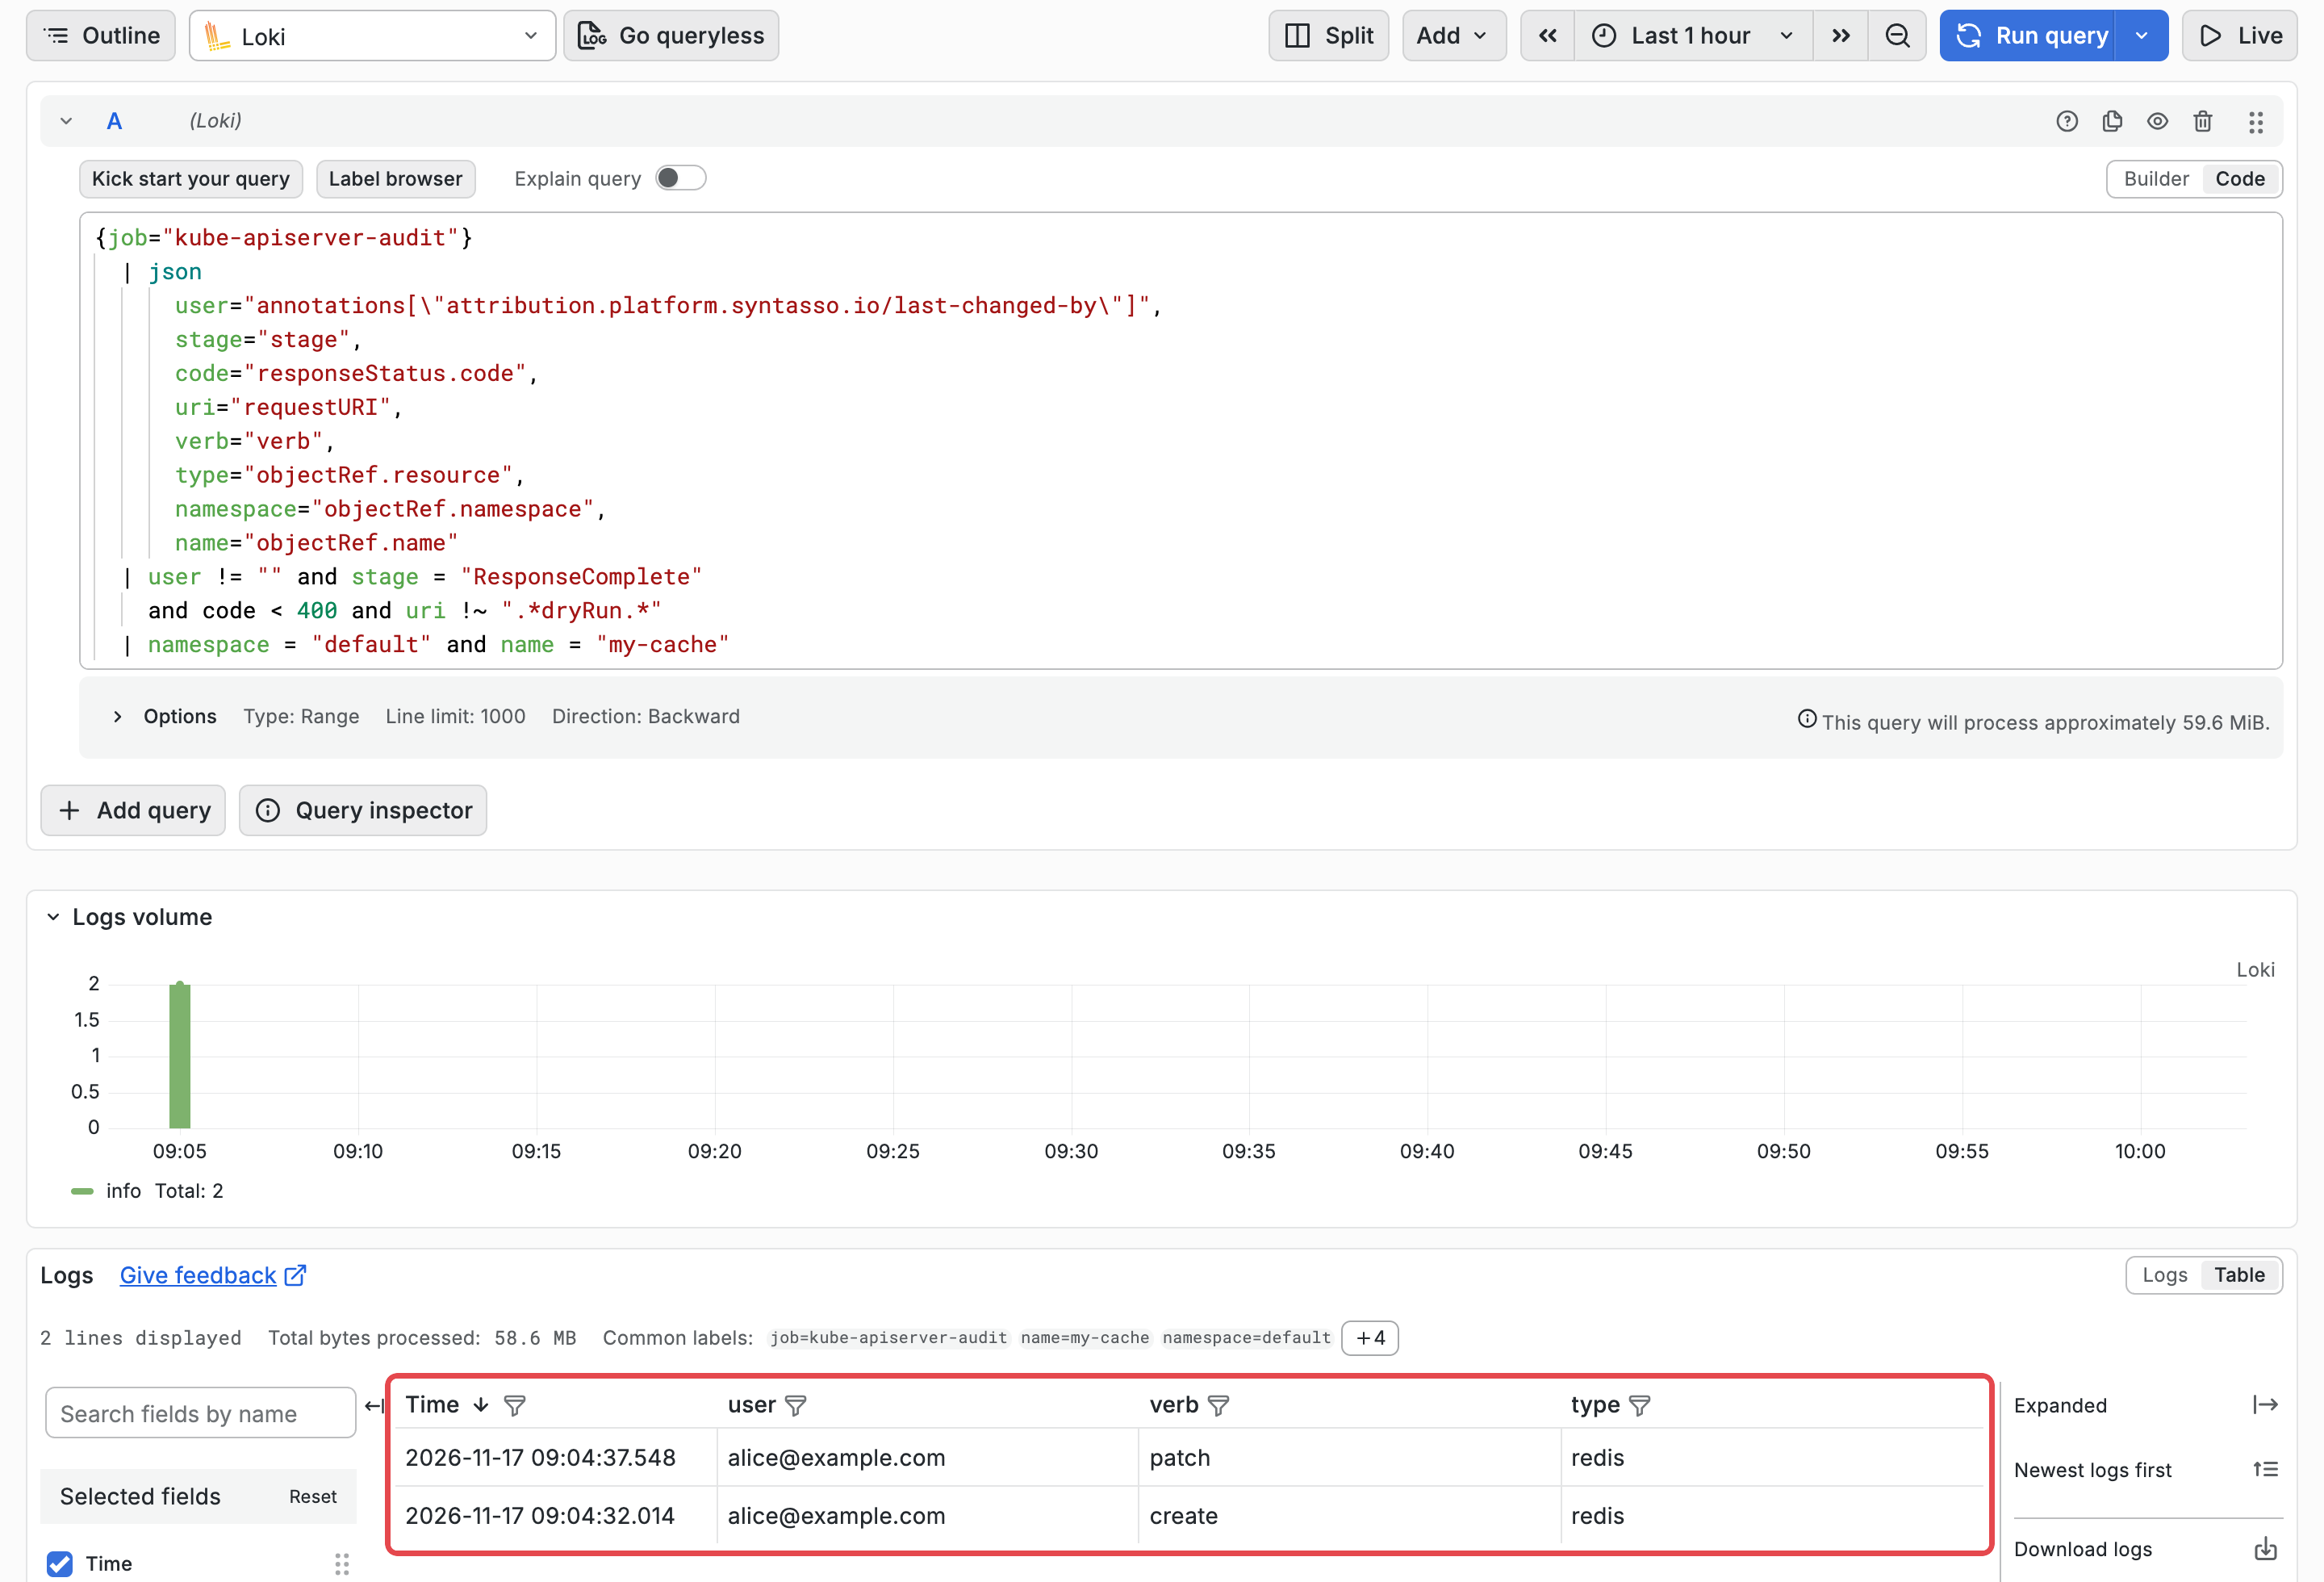 Outline Loki Go queryless Split Add Last 1 hour Run query Live
A (Loki)
Kick start your query Label browser Explain query Builder Code
{job="kube-apiserver-audit"}
| json
user="annotations[\"attribution.platform.syntasso.io/last-changed-by\"]",
stage="stage",
code="responseStatus.code",
uri="requestURI",
verb="verb",
type="objectRef.resource",
namespace="objectRef.namespace",
name="objectRef.name"
| user != "" and stage = "ResponseComplete"
and code < 400 and uri !~ ".*dryRun.*"
| namespace = "default" and name = "my-cache"
Options Type: Range Line limit: 1000 Direction: Backward This query will process approximately 59.6 MiB.
Add query Query inspector
Logs volume
Loki
2
1.5
1
0.5
0
09:05 09:10 09:15 09:20 09:25 09:30 09:35 09:40 09:45 09:50 09:55 10:00
info Total: 2
Logs Give feedback Logs Table
2 lines displayed Total bytes processed: 58.6 MB Common labels: job=kube-apiserver-audit name=my-cache namespace=default +4
Search fields by name Time user verb type Expanded
2026-11-17 09:04:37.548 alice@example.com patch redis Newest logs first
Selected fields Reset 2026-11-17 09:04:32.014 alice@example.com create redis
Time Download logs